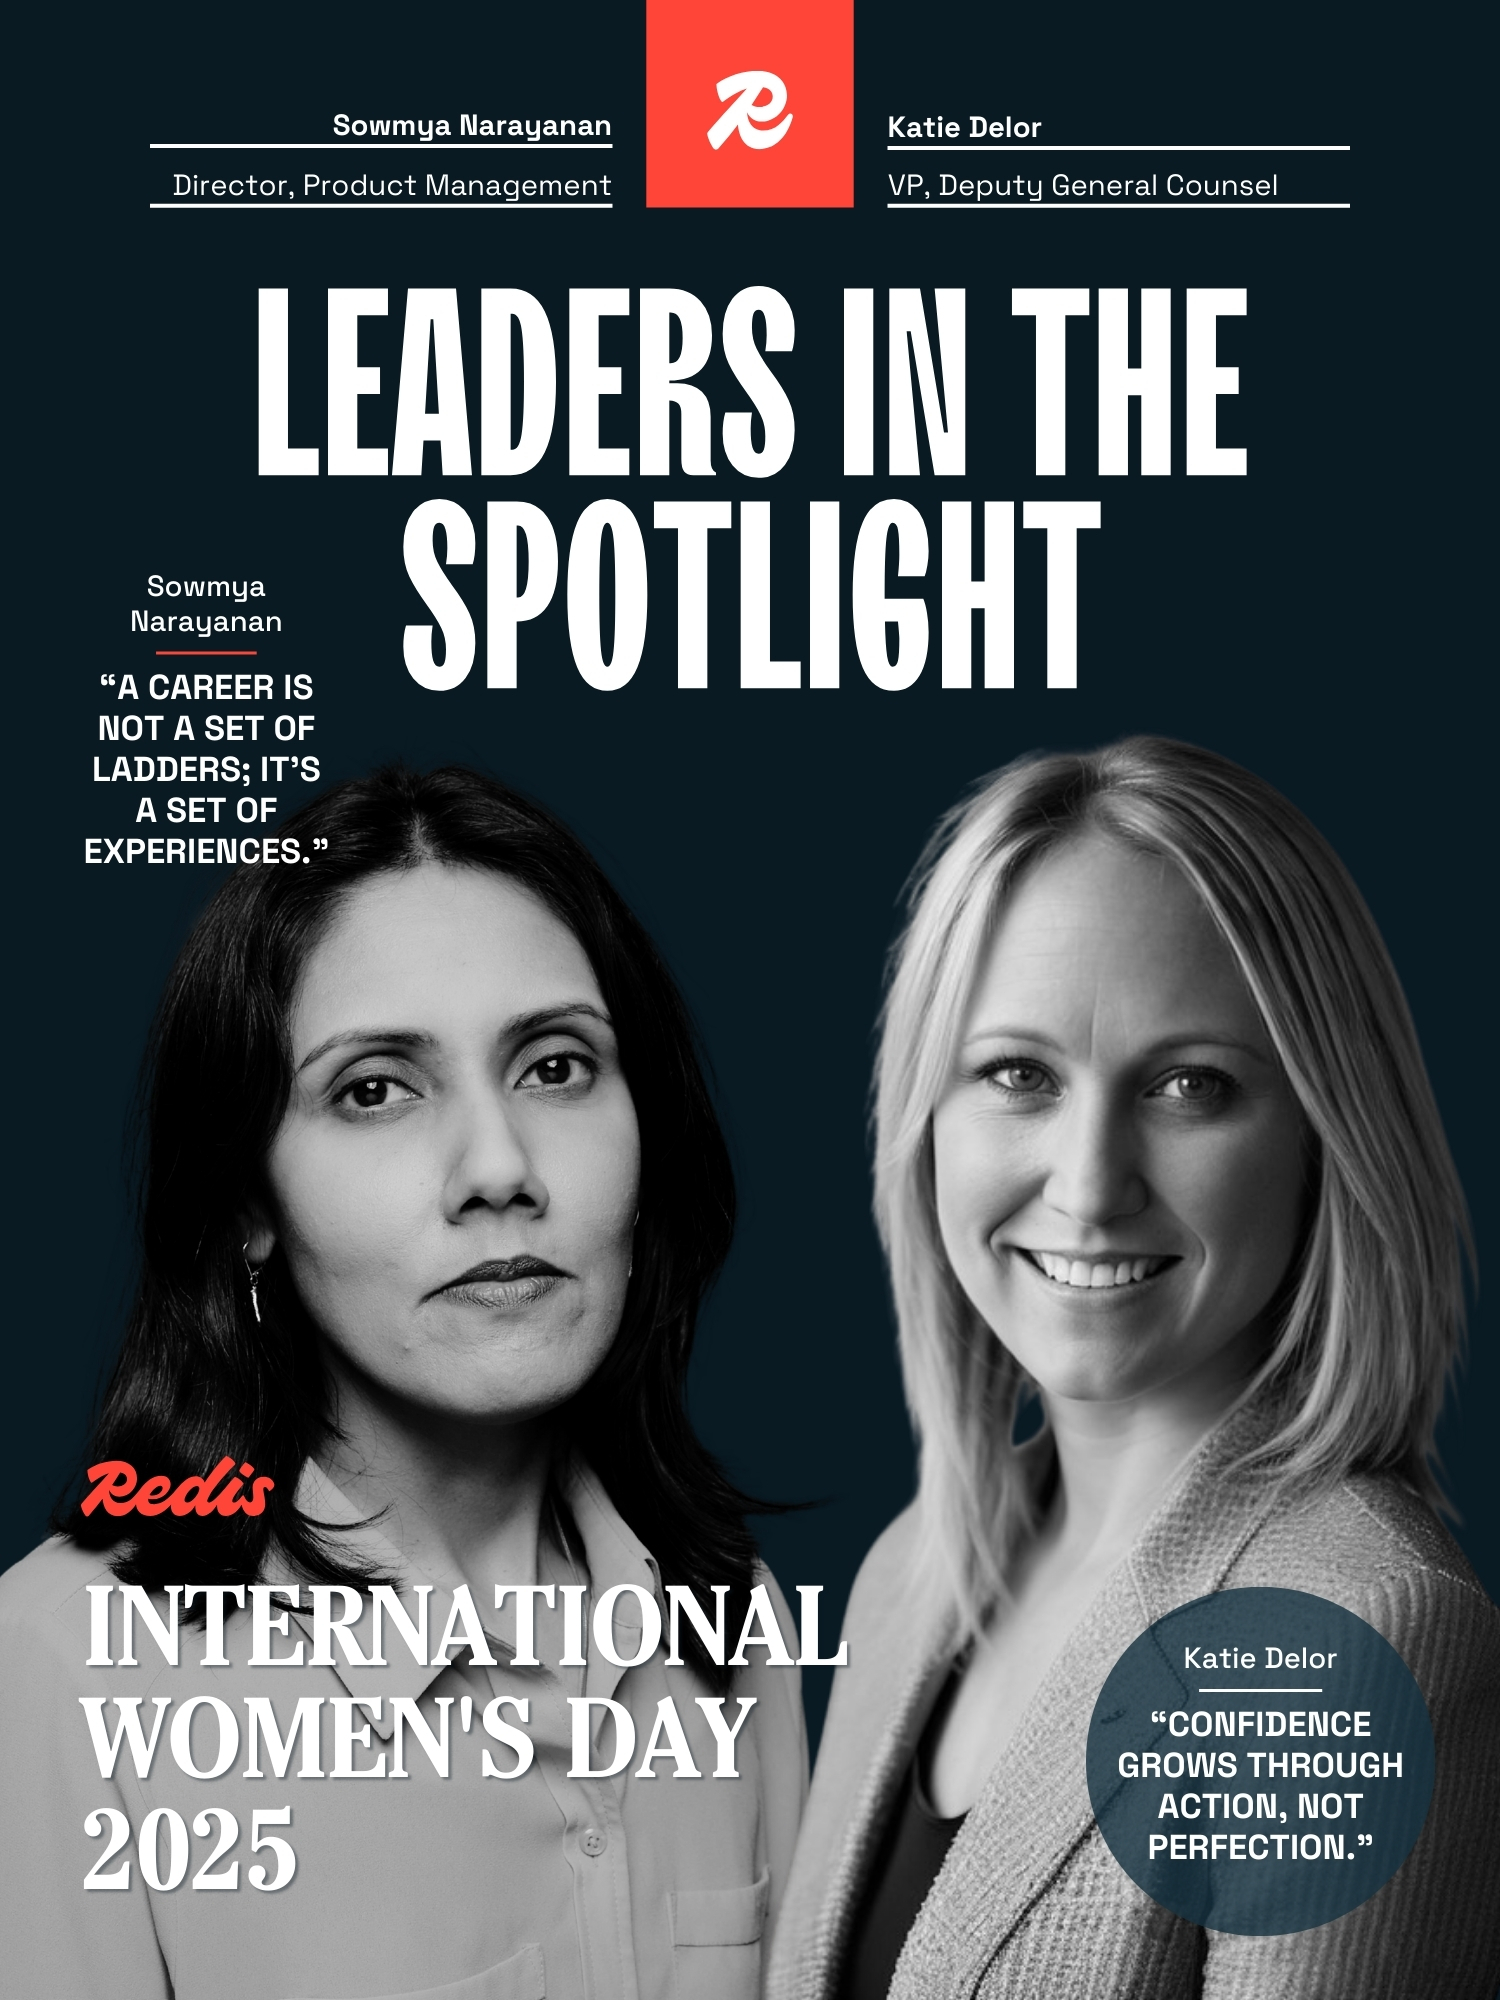 Sowmya Narayanan
Director, Product Management
R
Katie Delor
VP, Deputy General Counsel
LEADERS IN THE
SPOTLIGHT
Sowmya
Narayanan
“A CAREER IS
NOT A SET OF
LADDERS; IT’S
A SET OF
EXPERIENCES.”
Redis
INTERNATIONAL
WOMEN'S DAY
2025
Katie Delor
“CONFIDENCE
GROWS THROUGH
ACTION, NOT
PERFECTION.”